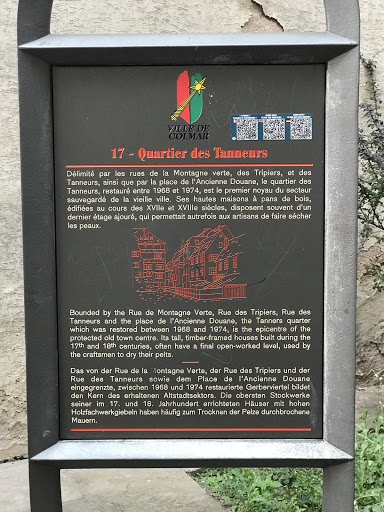 VILLE DE
COLMAR
17 - Quartier des Tanneurs
Délimité par les rues de la Montagne verte, des Tripiers, et des
Tanneurs, ainsi que par la place de l'Ancienne Douane, le quartier des
Tanneurs, restauré entre 1968 et 1974, est le premier noyau du secteur
sauvegardé de la vieille ville. Ses hautes maisons à pans de bois,
édifiées au cours des XVIIe et XVIIIe siècles, disposent souvent d'un
dernier étage ajouré, qui permettait autrefois aux artisans de faire sécher
les peaux.
Bounded by the Rue de Montagne Verte, Rue des Tripiers, Rue des
Tanneurs and the place de l'Ancienne Douane, the Tanners quarter
which was restored between 1968 and 1974, is the epicentre of the
protected old town centre. Its tall, timber-framed houses built during the
17th and 18th centuries, often have a final open-worked level, used by
the craftsmen to dry their pelts.
Das von der Rue de la Montagne Verte, der Rue des Tripiers und der
Rue des Tanneurs sowie dem Place de l'Ancienne Douane
eingegrenzte, zwischen 1968 und 1974 restaurierte Gerberviertel bildet
den Kern des erhaltenen Altstadtsektors. Die obersten Stockwerke
seiner im 17. und 18. Jahrhundert errichteten Häuser mit hohen
Holzfachwerkgiebeln haben häufig zum Trocknen der Pelze durchbrochene
Mauern.